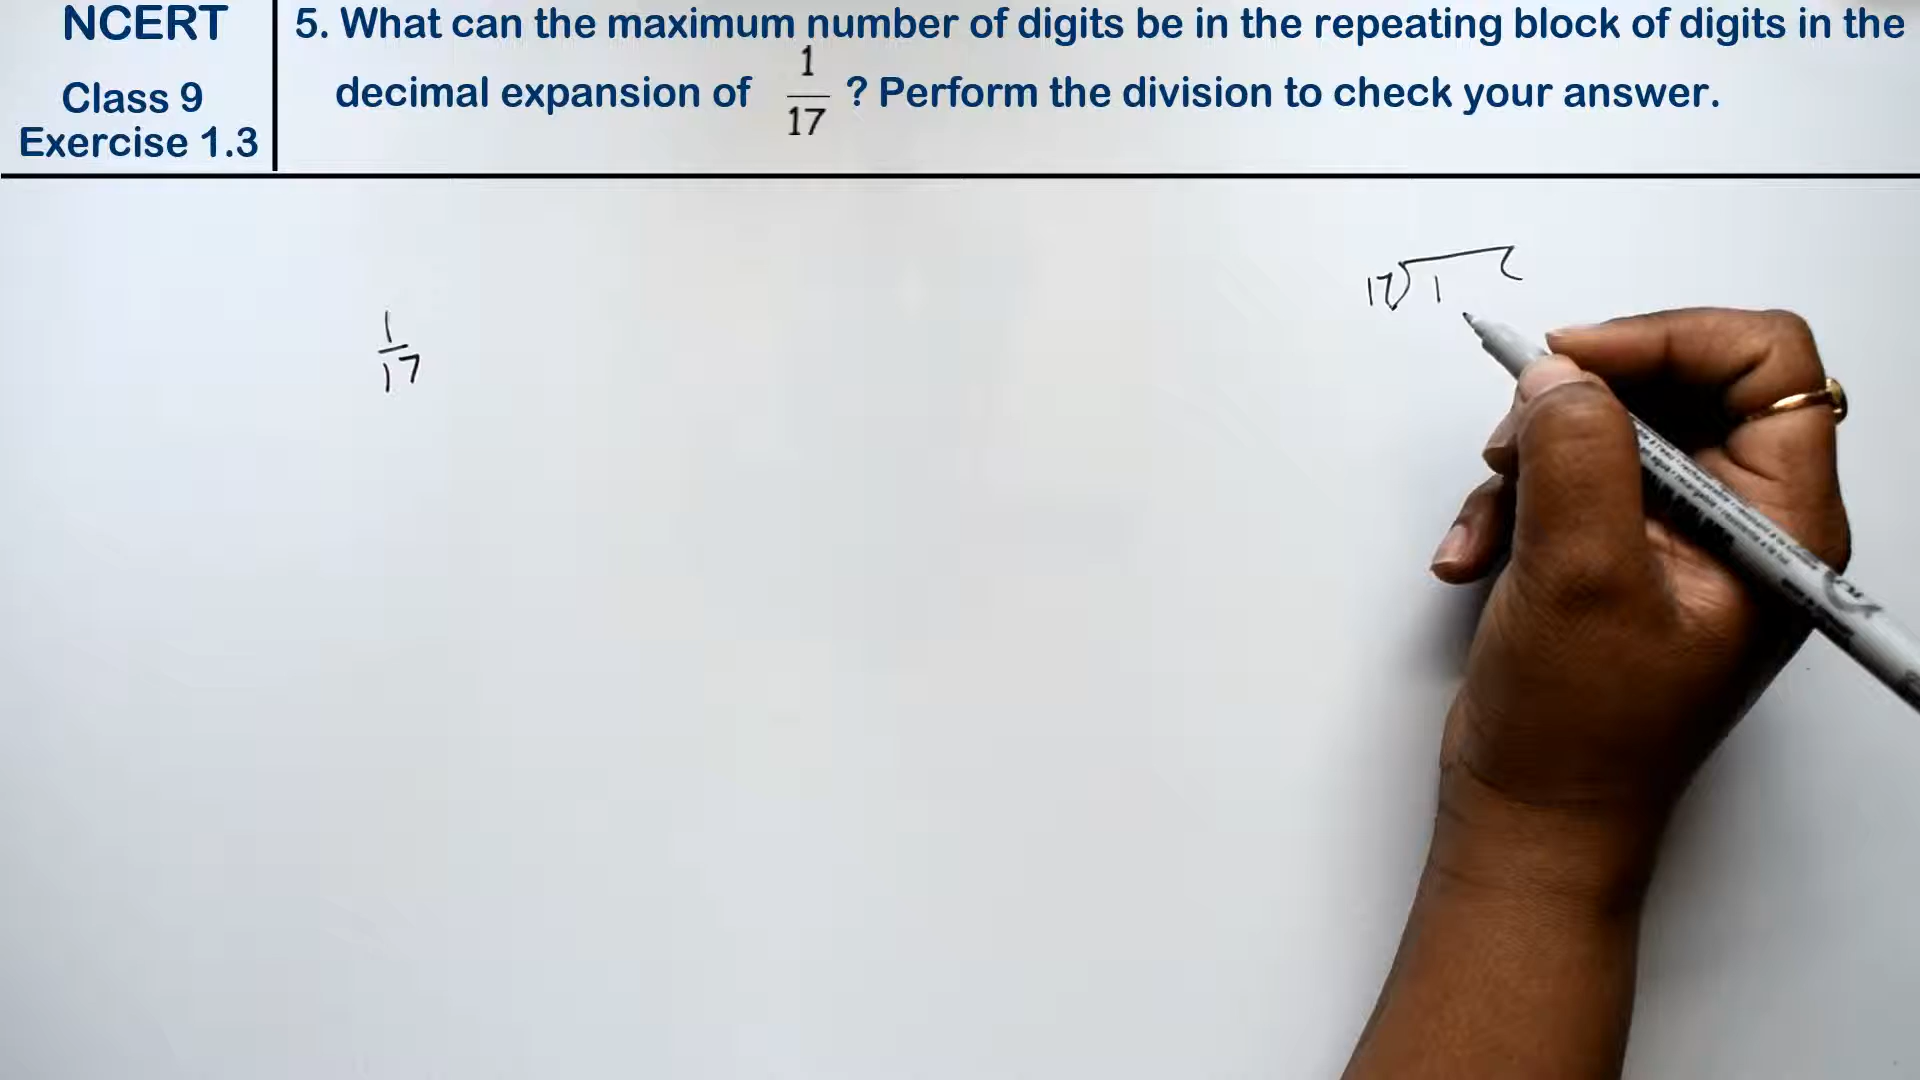 NCERT
Class 9
Exercise 1.3
5. What can the maximum number of digits be in the repeating block of digits in the
decimal expansion of 1/17 ? Perform the division to check your answer.
1
17
17 1